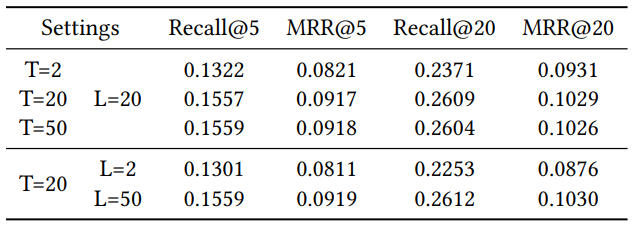 Settings Recall@5 MRR@5 Recall@20 MRR@20
T=2 0.1322 0.0821 0.2371 0.0931
T=20 L=20 0.1557 0.0917 0.2609 0.1029
T=50 0.1559 0.0918 0.2604 0.1026
T=20 L=2 0.1301 0.0811 0.2253 0.0876
L=50 0.1559 0.0919 0.2612 0.1030